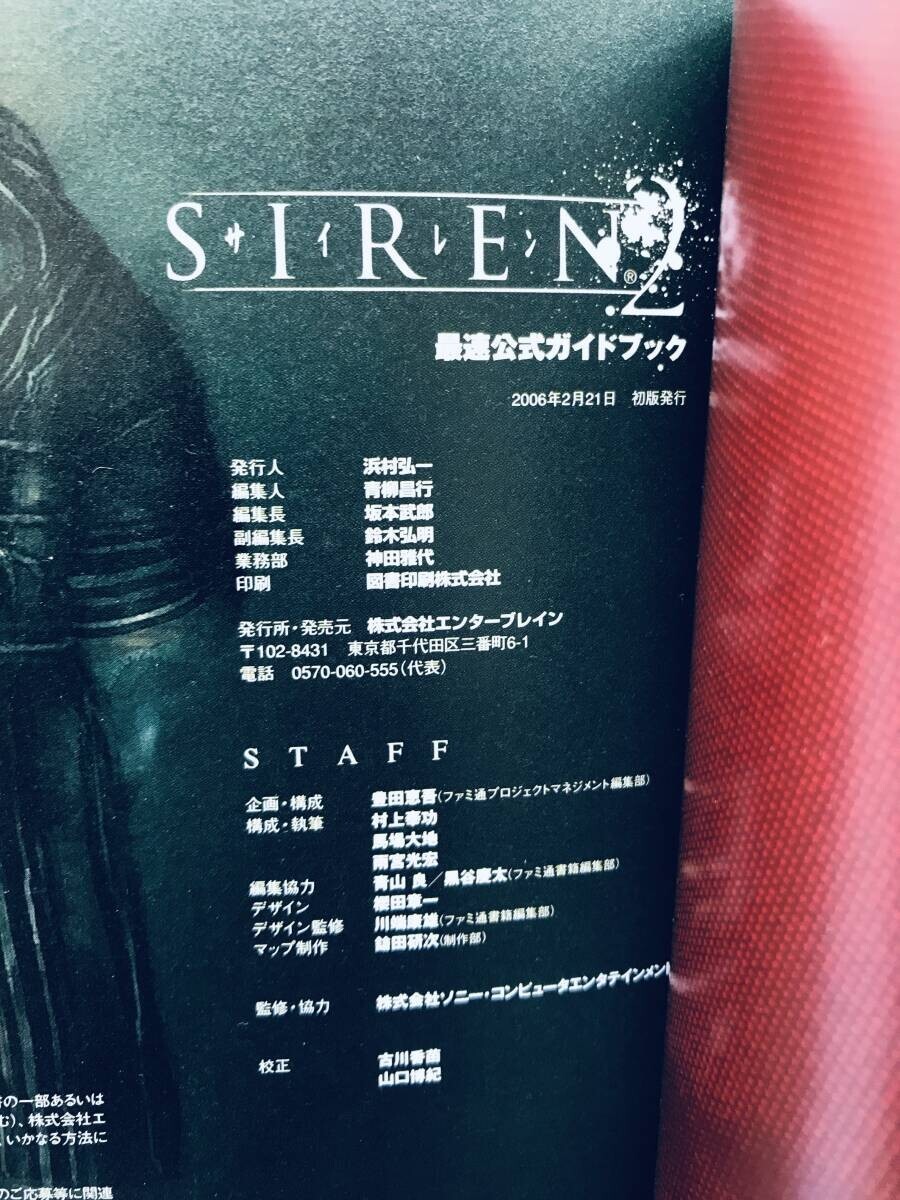 SIREN2
サイレン
®
最速公式ガイドブック
2006年2月21日 初版発行
発行人 浜村弘一
編集人 青柳昌行
編集長 坂本武郎
副編集長 鈴木弘明
業務部 神田雅代
印刷 図書印刷株式会社
発行所・発売元 株式会社エンターブレイン
〒102-8431 東京都千代田区三番町6-1
電話 0570-060-555(代表)
STAFF
企画・構成 豊田恵吾(ファミ通プロジェクトマネジメント編集部)
構成・執筆 村上泰功
馬場大地
雨宮光宏
編集協力 青山 良/黒谷慶太(ファミ通書籍編集部)
デザイン 櫻田章一
デザイン監修 川端康雄(ファミ通書籍編集部)
マップ制作 田研次(制作部)
監修・協力 株式会社ソニー・コンピュータエンタテインメント
校正 古川香苗
山口博紀
の一部あるいは
む)、株式会社エ
いかなる方法に
のご応募等に関連